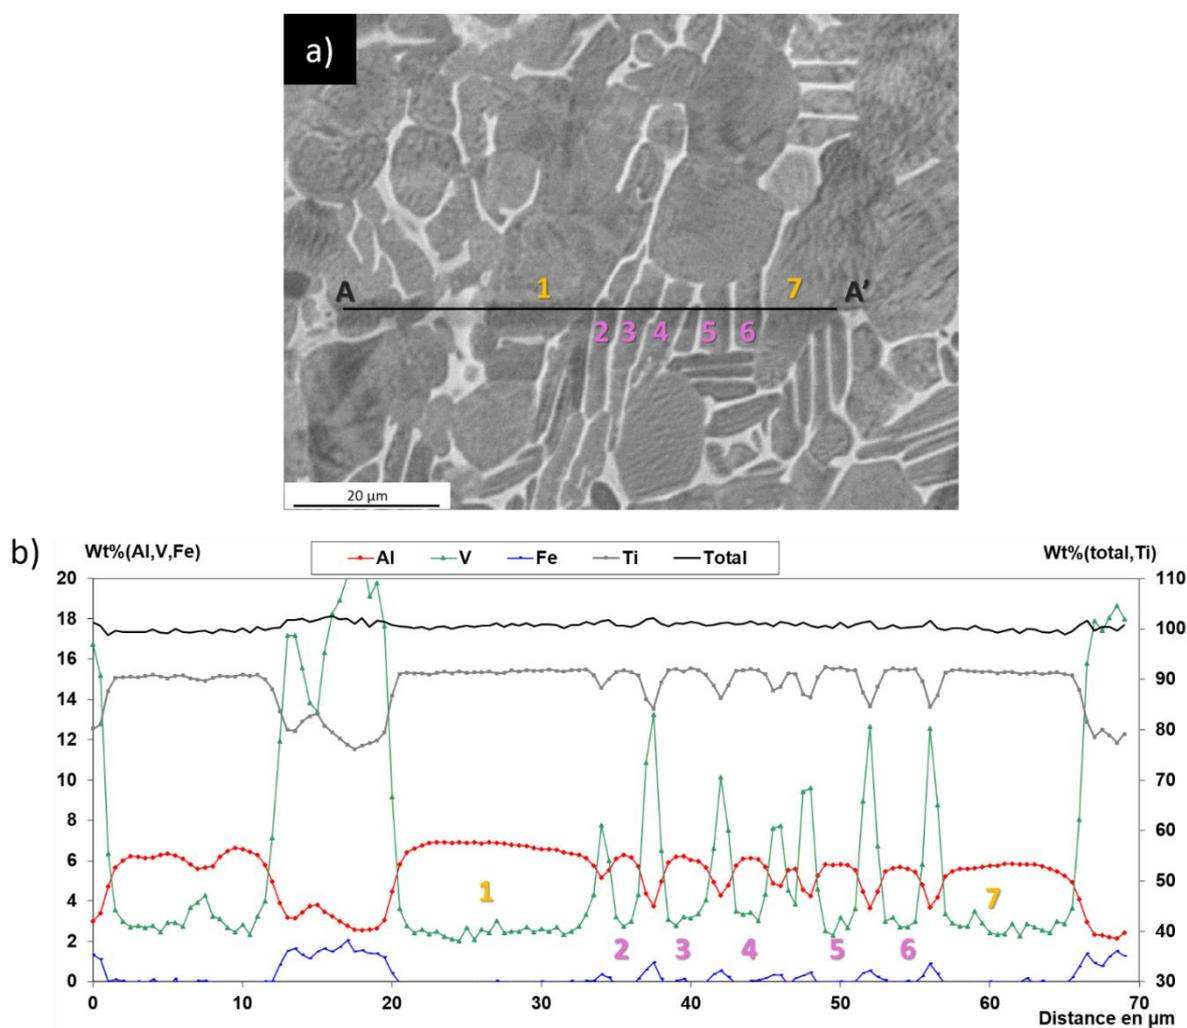 a)
A 1 7 A’
2 3 4 5 6
20 µm
b)
Wt%(Al,V,Fe) Wt%(total,Ti)
Al V Fe Ti Total
20 110
18 100
16 90
14 80
12
10 70
8 60
6 50
4 40
2
0 30
1 7
2 3 4 5 6
0 10 20 30 40 50 60 70
Distance en µm